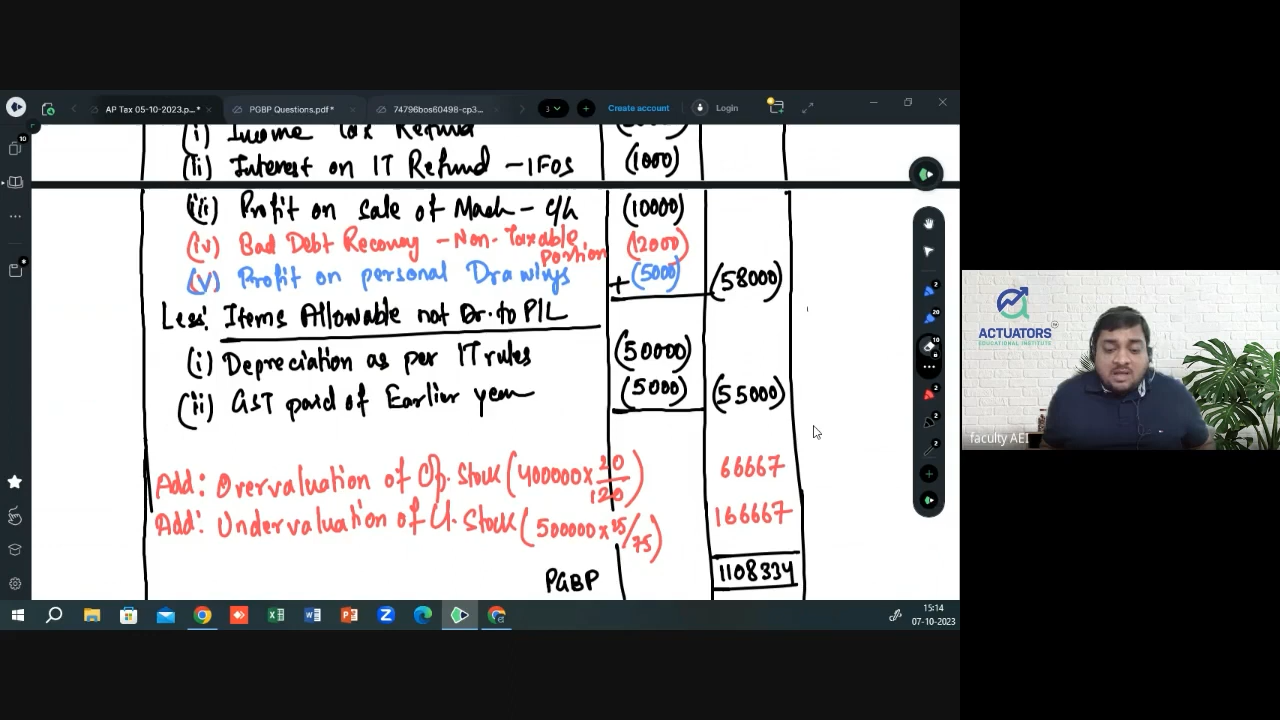 AP Tax 05-10-2023.p...*
PGBP Questions.pdf*
74796bos60498-cp3...
3
Create account
Login
(i) Income Tax Refund
(ii) Interest on IT Refund - IFOS (1000)
(iii) Profit on sale of Mach - C/h (10000)
(iv) Bad Debt Recovery - Non-Taxable portion (12000)
(v) Profit on personal Drawings + (5000) (58000)
Less: Items Allowable not Dr. to P/L
(i) Depreciation as per IT rules (50000)
(ii) GST paid of Earlier year (5000) (55000)
Add: Overvaluation of Op. Stock (400000 x 20/120) 66667
Add: Undervaluation of Cl. Stock (500000 x 25/75) 166667
PGBP 1108334
ACTUATORS
EDUCATIONAL INSTITUTE
faculty AEI
15:14
07-10-2023